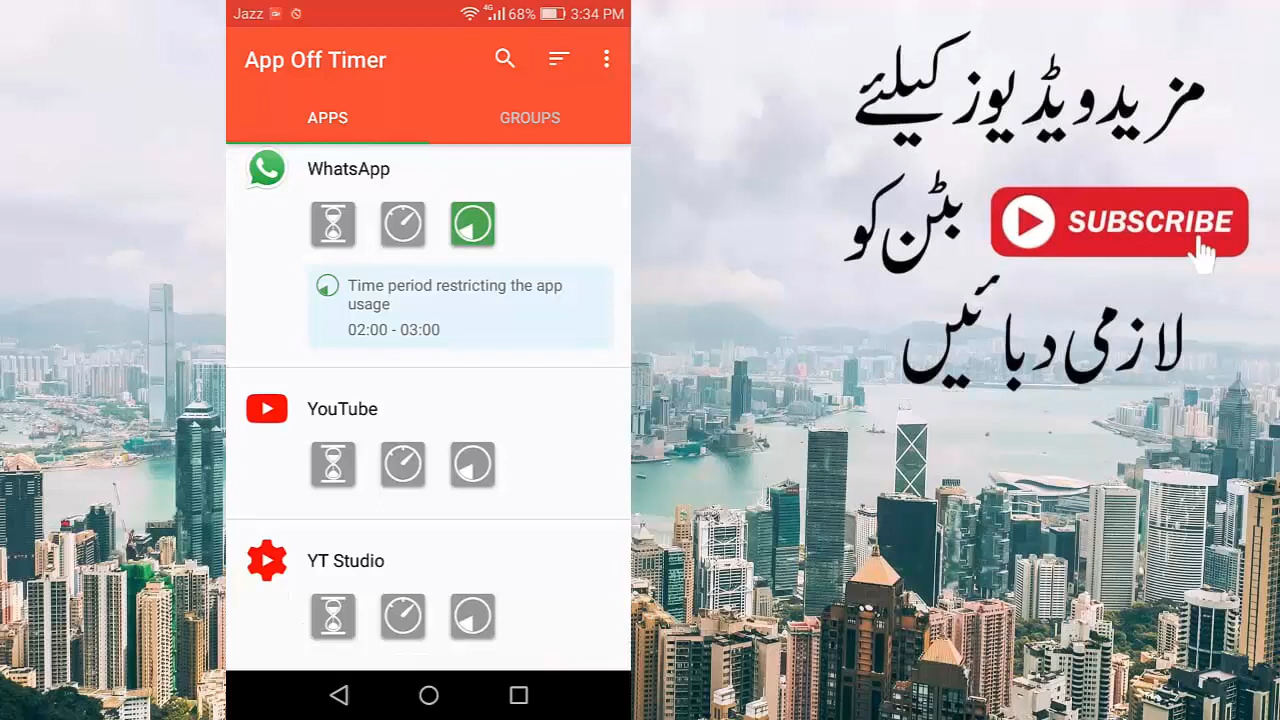 Jazz 4G 68% 3:34 PM
App Off Timer
APPS GROUPS
WhatsApp
Time period restricting the app
usage
02:00 - 03:00
YouTube
YT Studio
مزید ویڈیوز کیلئے
SUBSCRIBE بٹن کو
لازمی دبائیں